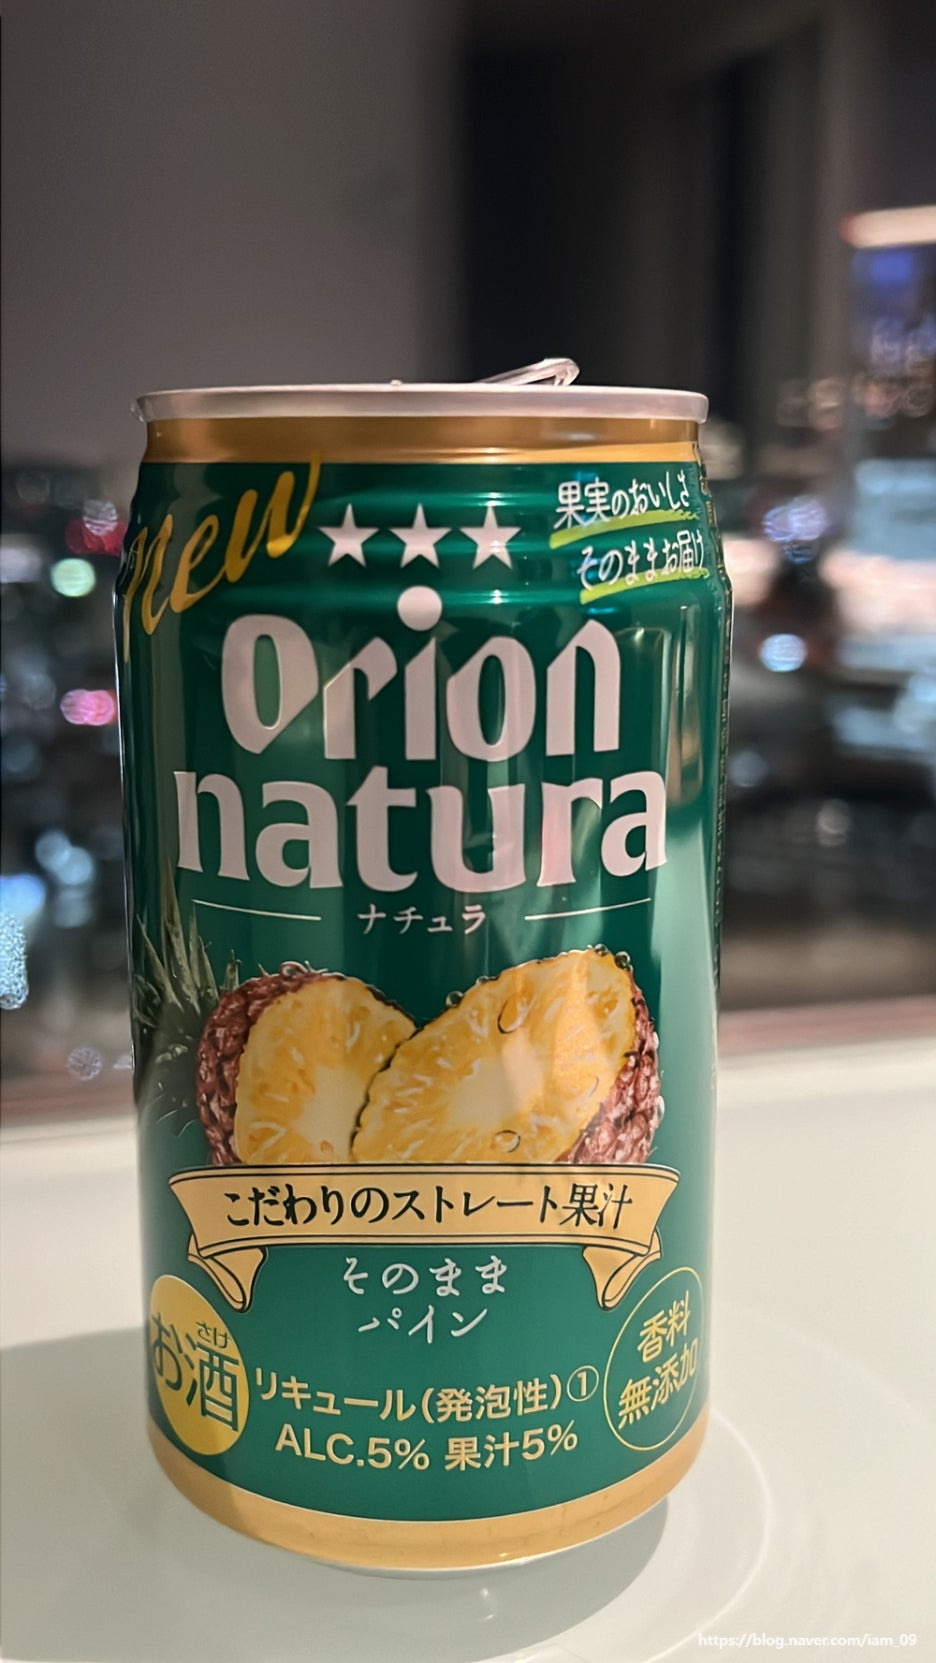 new
果実のおいしさ
そのままお届け
Orion
natura
ナチュラ
こだわりのストレート果汁
そのまま
パイン
お酒
さけ
リキュール(発泡性)①
ALC.5% 果汁5%
香料
無添加
https://blog.naver.com/iam_09